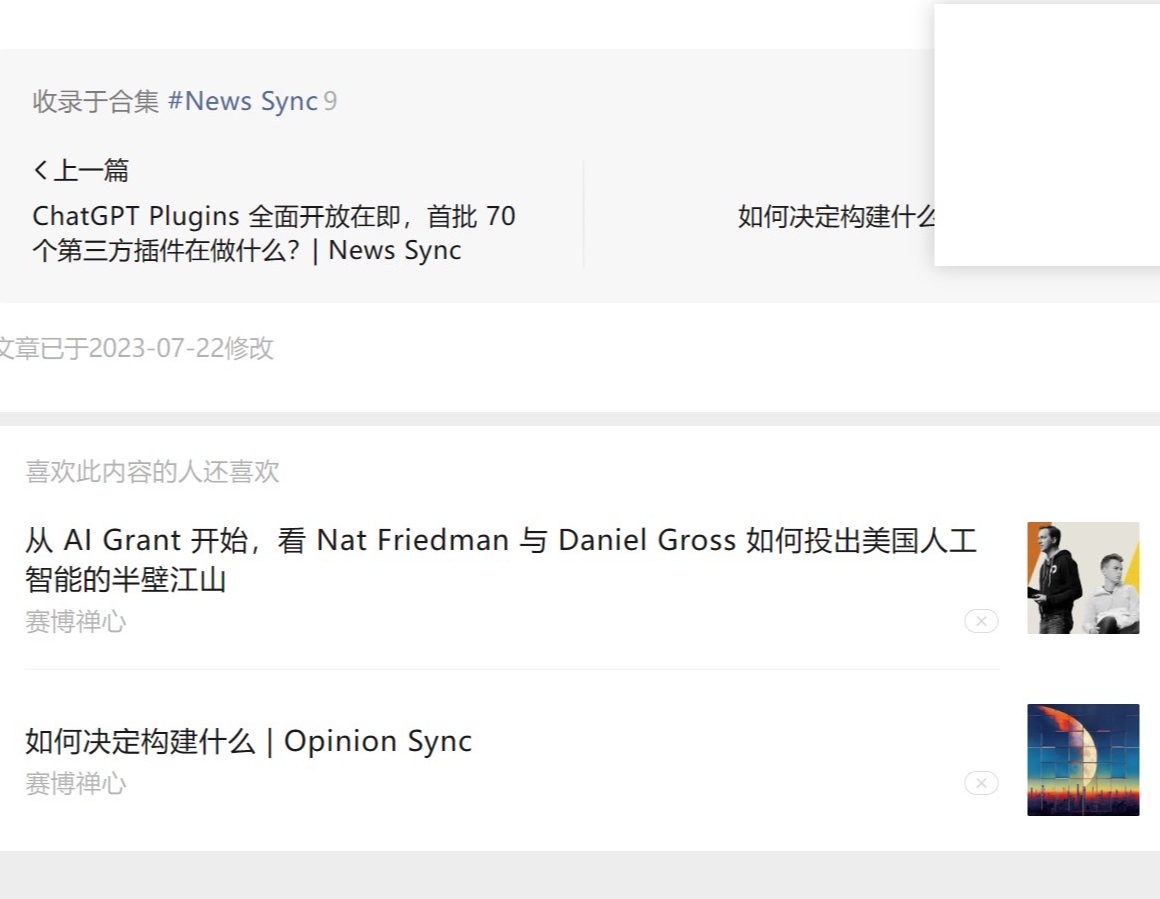 收录于合集 #News Sync 9
上一篇
ChatGPT Plugins 全面开放在即，首批 70
个第三方插件在做什么？| News Sync
如何决定构建什么
文章已于2023-07-22修改
喜欢此内容的人还喜欢
从 AI Grant 开始，看 Nat Friedman 与 Daniel Gross 如何投出美国人工
智能的半壁江山
赛博禅心
如何决定构建什么 | Opinion Sync
赛博禅心